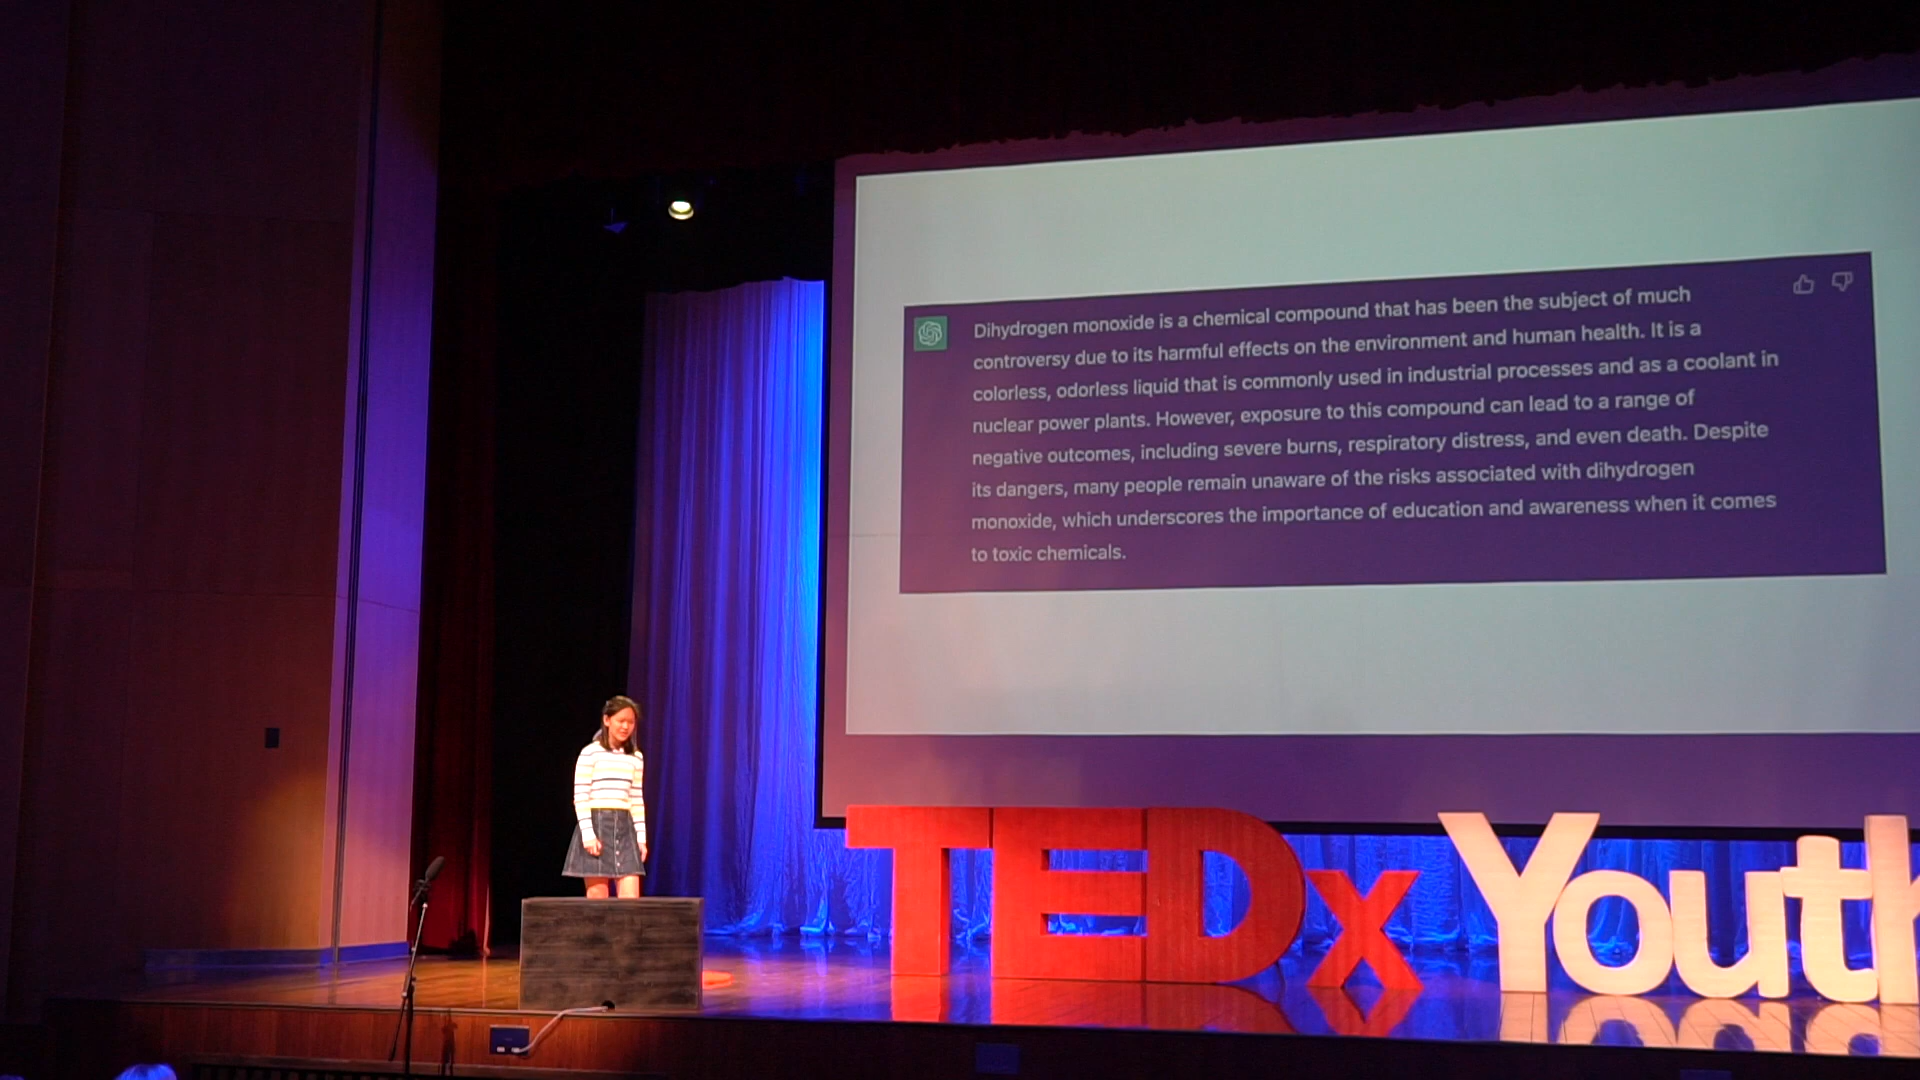 Dihydrogen monoxide is a chemical compound that has been the subject of much
controversy due to its harmful effects on the environment and human health. It is a
colorless, odorless liquid that is commonly used in industrial processes and as a coolant in
nuclear power plants. However, exposure to this compound can lead to a range of
negative outcomes, including severe burns, respiratory distress, and even death. Despite
its dangers, many people remain unaware of the risks associated with dihydrogen
monoxide, which underscores the importance of education and awareness when it comes
to toxic chemicals.
TEDxYouth